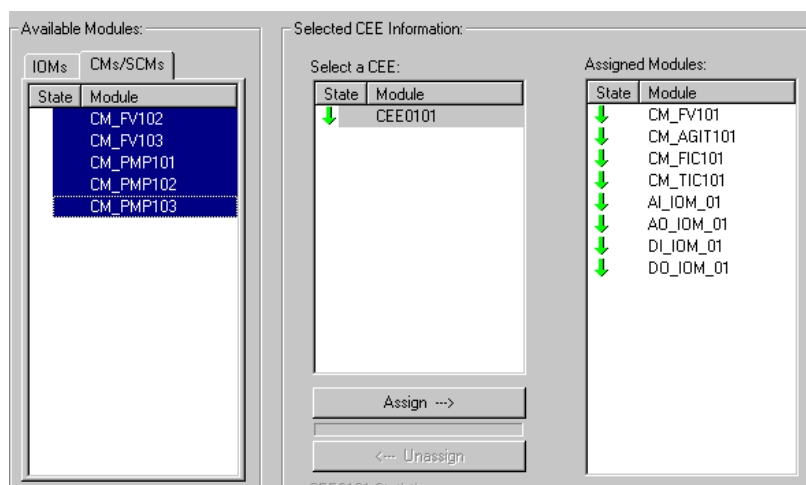 Available Modules:
IOMs CMs/SCMs
State Module
CM_FV102
CM_FV103
CM_PMP101
CM_PMP102
CM_PMP103
Selected CEE Information:
Select a CEE:
State Module
CEE0101
Assign --->
<--- Unassign
Assigned Modules:
State Module
CM_FV101
CM_AGIT101
CM_FIC101
CM_TIC101
AI_IOM_01
AO_IOM_01
DI_IOM_01
DO_IOM_01